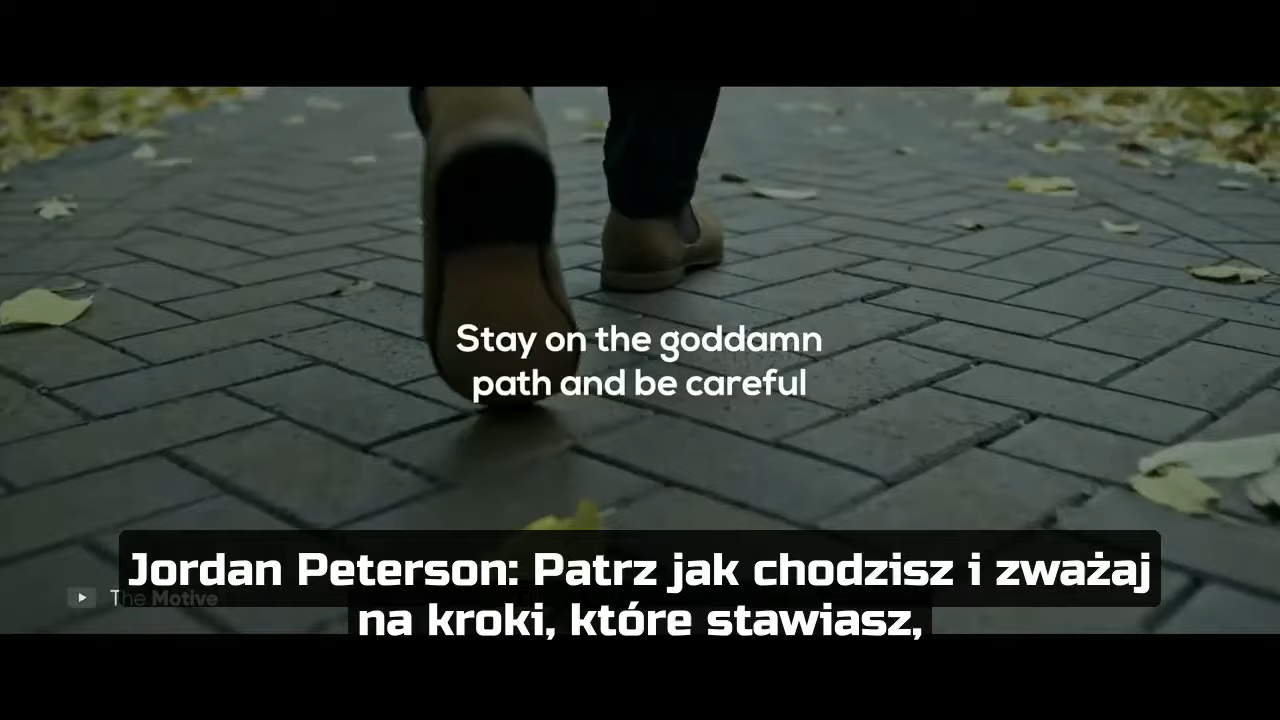 Stay on the goddamn
path and be careful
Jordan Peterson: Patrz jak chodzisz i zważaj
The Motive
na kroki, które stawiasz,